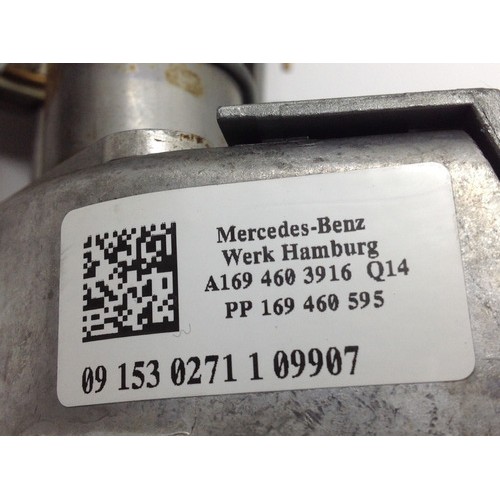 Mercedes-Benz
Werk Hamburg
A169 460 3916 Q14
PP 169 460 595
09 153 0271 1 09907